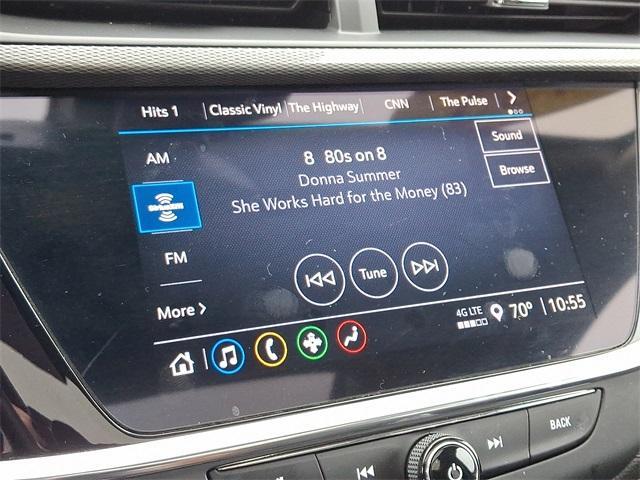 Hits 1 Classic Vinyl The Highway CNN The Pulse
AM
8 80s on 8
Donna Summer
She Works Hard for the Money (83)
Sound
Browse
SiriusXM
FM
Tune
More
4G LTE 70° 10:55
BACK